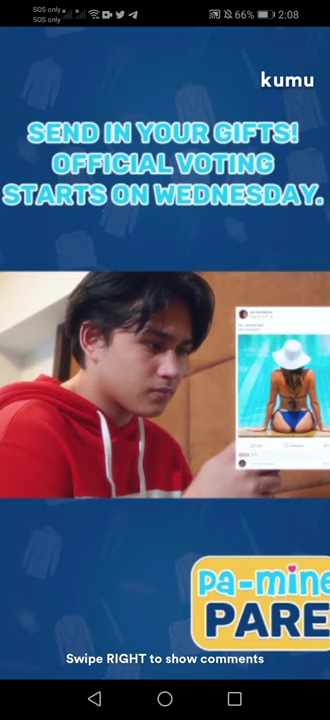 SOS only
SOS only
66%
2:08
kumu
SEND IN YOUR GIFTS!
OFFICIAL VOTING
STARTS ON WEDNESDAY.
pa-mine
PARE
Swipe RIGHT to show comments